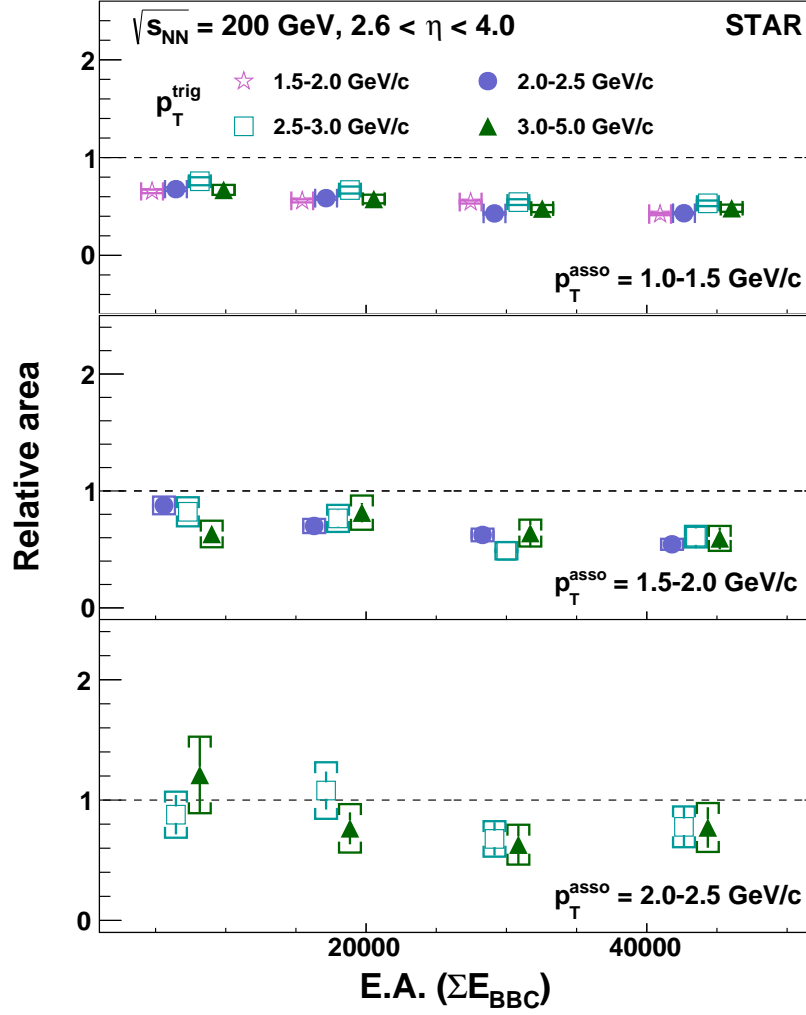 √s_NN = 200 GeV, 2.6 < η < 4.0 STAR
p_T^trig
1.5-2.0 GeV/c 2.0-2.5 GeV/c
2.5-3.0 GeV/c 3.0-5.0 GeV/c
2
1
0
p_T^asso = 1.0-1.5 GeV/c
Relative area
2
1
0
p_T^asso = 1.5-2.0 GeV/c
2
1
0
p_T^asso = 2.0-2.5 GeV/c
20000 40000
E.A. (ΣE_BBC)